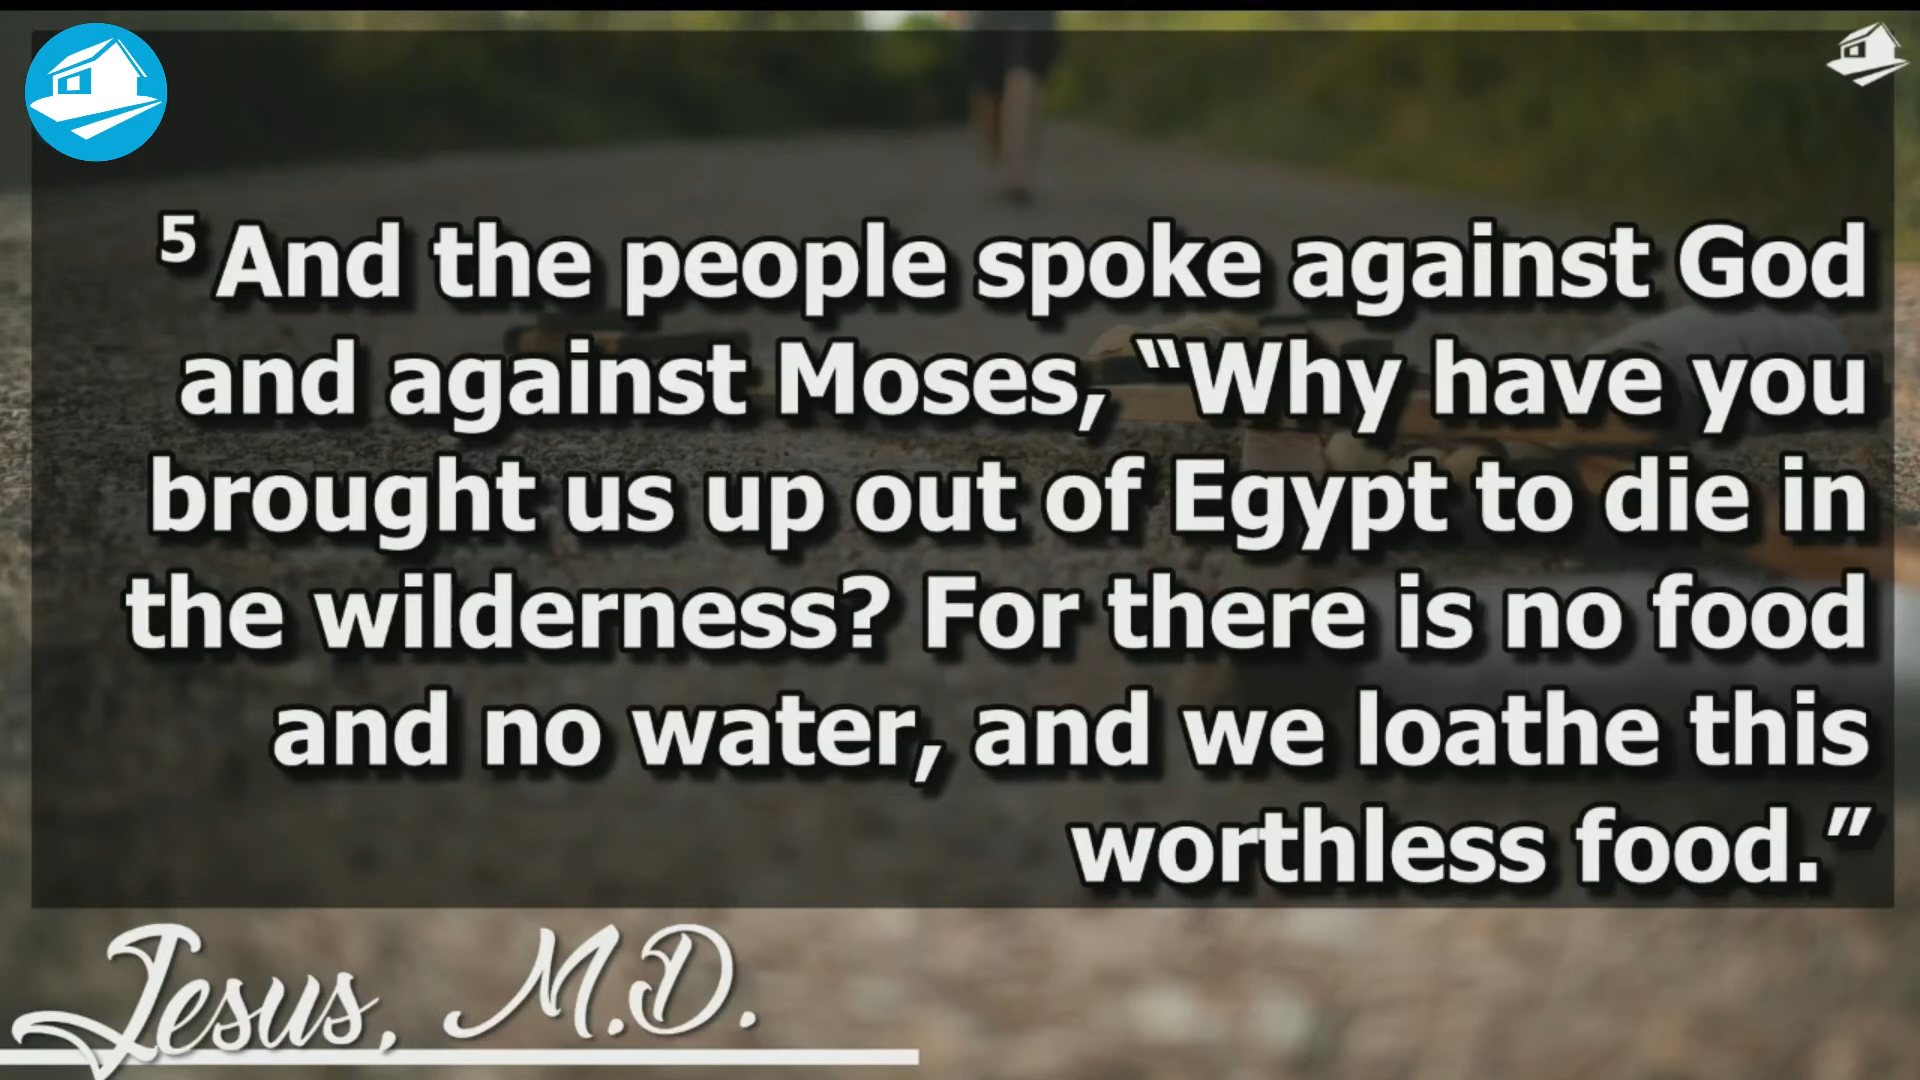 5 And the people spoke against God
and against Moses, “Why have you
brought us up out of Egypt to die in
the wilderness? For there is no food
and no water, and we loathe this
worthless food.”
Jesus, M.D.